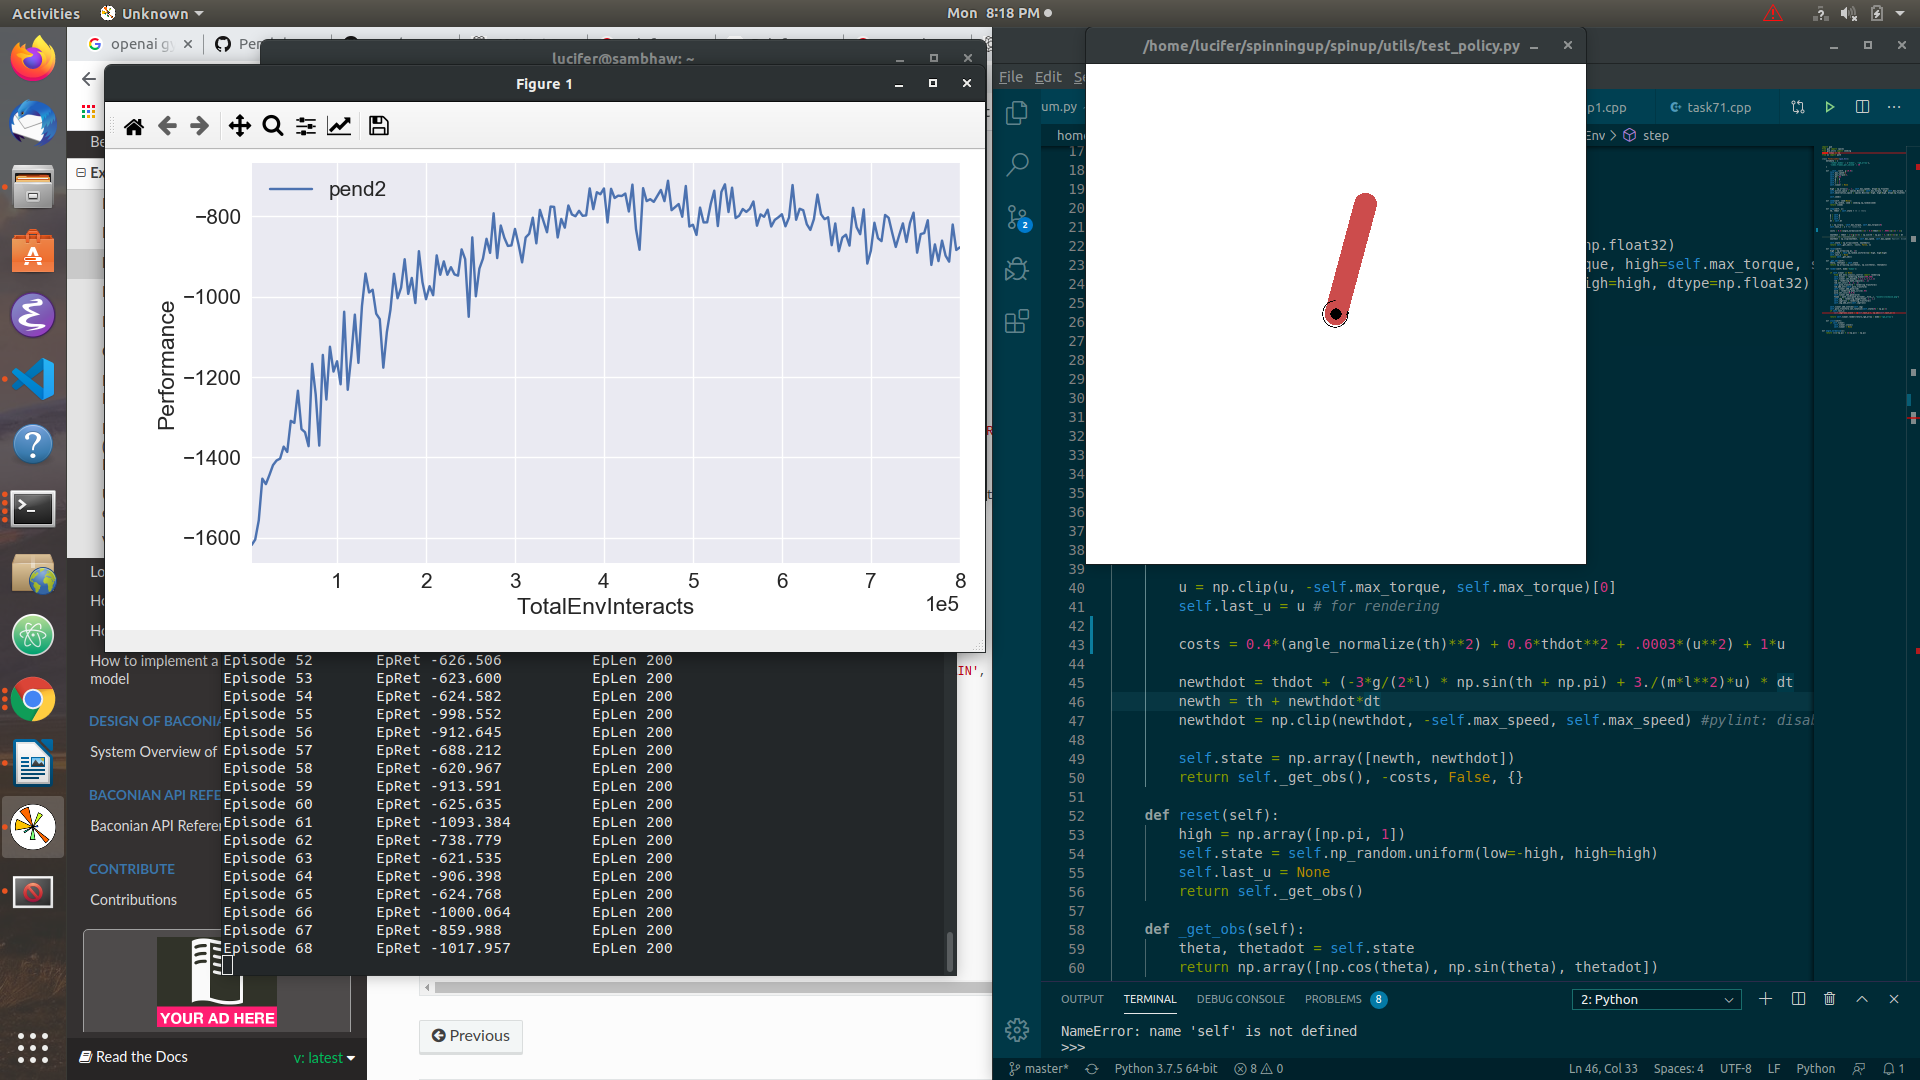 Activities
Unknown
Mon 8:18 PM
openai gy
lucifer@sambhaw: ~
Figure 1
pend2
−800
−1000
−1200
−1400
−1600
Performance
1 2 3 4 5 6 7 8
1e5
TotalEnvInteracts
Episode 52 EpRet -626.506 EpLen 200
Episode 53 EpRet -623.600 EpLen 200
Episode 54 EpRet -624.582 EpLen 200
Episode 55 EpRet -998.552 EpLen 200
Episode 56 EpRet -912.645 EpLen 200
Episode 57 EpRet -688.212 EpLen 200
Episode 58 EpRet -620.967 EpLen 200
Episode 59 EpRet -913.591 EpLen 200
Episode 60 EpRet -625.635 EpLen 200
Episode 61 EpRet -1093.384 EpLen 200
Episode 62 EpRet -738.779 EpLen 200
Episode 63 EpRet -621.535 EpLen 200
Episode 64 EpRet -906.398 EpLen 200
Episode 65 EpRet -624.768 EpLen 200
Episode 66 EpRet -1000.064 EpLen 200
Episode 67 EpRet -859.988 EpLen 200
Episode 68 EpRet -1017.957 EpLen 200
How to implement a
model
DESIGN OF BACONIA
System Overview of
BACONIAN API REFE
Baconian API Referen
CONTRIBUTE
Contributions
YOUR AD HERE
Read the Docs
v: latest
Previous
/home/lucifer/spinningup/spinup/utils/test_policy.py
File Edit
um.py
p1.cpp
task71.cpp
home
Env > step
17
18
19
20
21
22 np.float32)
23 que, high=self.max_torque, s
24 igh=high, dtype=np.float32)
25
26
27
28
29
30
31
32
33
34
35
36
37
38
39
40 u = np.clip(u, -self.max_torque, self.max_torque)[0]
41 self.last_u = u # for rendering
42
43 costs = 0.4*(angle_normalize(th)**2) + 0.6*thdot**2 + .0003*(u**2) + 1*u
44
45 newthdot = thdot + (-3*g/(2*l) * np.sin(th + np.pi) + 3./(m*l**2)*u) * dt
46 newth = th + newthdot*dt
47 newthdot = np.clip(newthdot, -self.max_speed, self.max_speed) #pylint: disab
48
49 self.state = np.array([newth, newthdot])
50 return self._get_obs(), -costs, False, {}
51
52 def reset(self):
53 high = np.array([np.pi, 1])
54 self.state = self.np_random.uniform(low=-high, high=high)
55 self.last_u = None
56 return self._get_obs()
57
58 def _get_obs(self):
59 theta, thetadot = self.state
60 return np.array([np.cos(theta), np.sin(theta), thetadot])
OUTPUT TERMINAL DEBUG CONSOLE PROBLEMS 8
2: Python
NameError: name 'self' is not defined
>>>
master* Python 3.7.5 64-bit 8 0
Ln 46, Col 33 Spaces: 4 UTF-8 LF Python 1